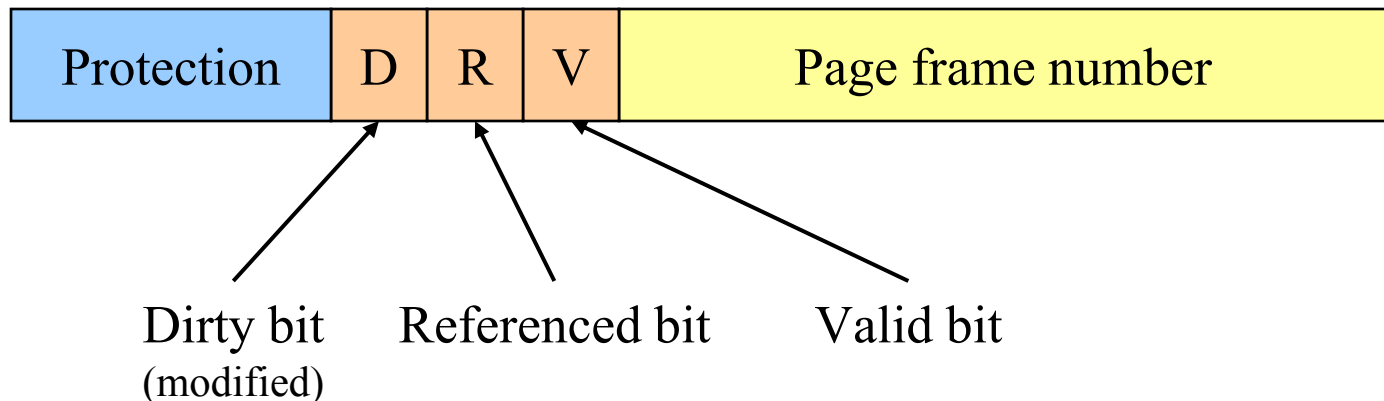 Protection D R V Page frame number
Dirty bit Referenced bit Valid bit
(modified)